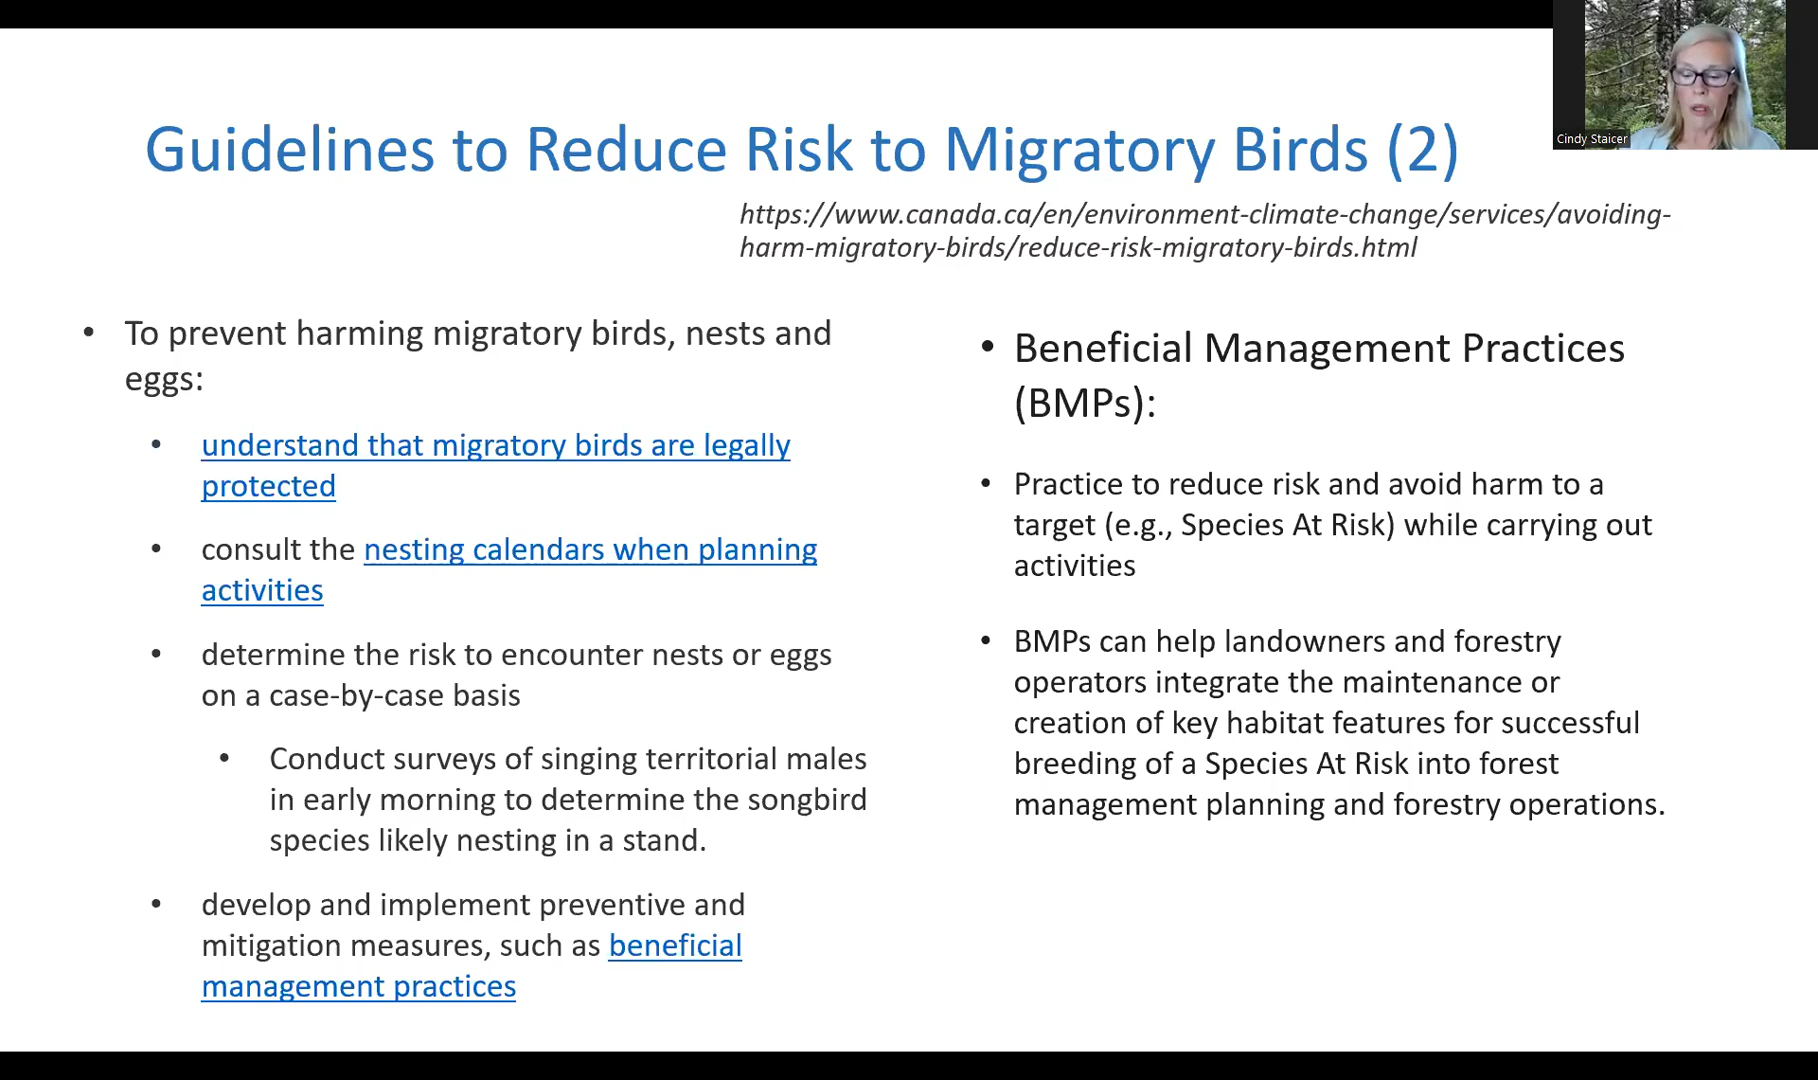 Cindy Staicer
Guidelines to Reduce Risk to Migratory Birds (2)
https://www.canada.ca/en/environment-climate-change/services/avoiding-
harm-migratory-birds/reduce-risk-migratory-birds.html
• To prevent harming migratory birds, nests and
eggs:
• understand that migratory birds are legally
protected
• consult the nesting calendars when planning
activities
• determine the risk to encounter nests or eggs
on a case-by-case basis
• Conduct surveys of singing territorial males
in early morning to determine the songbird
species likely nesting in a stand.
• develop and implement preventive and
mitigation measures, such as beneficial
management practices
• Beneficial Management Practices
(BMPs):
• Practice to reduce risk and avoid harm to a
target (e.g., Species At Risk) while carrying out
activities
• BMPs can help landowners and forestry
operators integrate the maintenance or
creation of key habitat features for successful
breeding of a Species At Risk into forest
management planning and forestry operations.